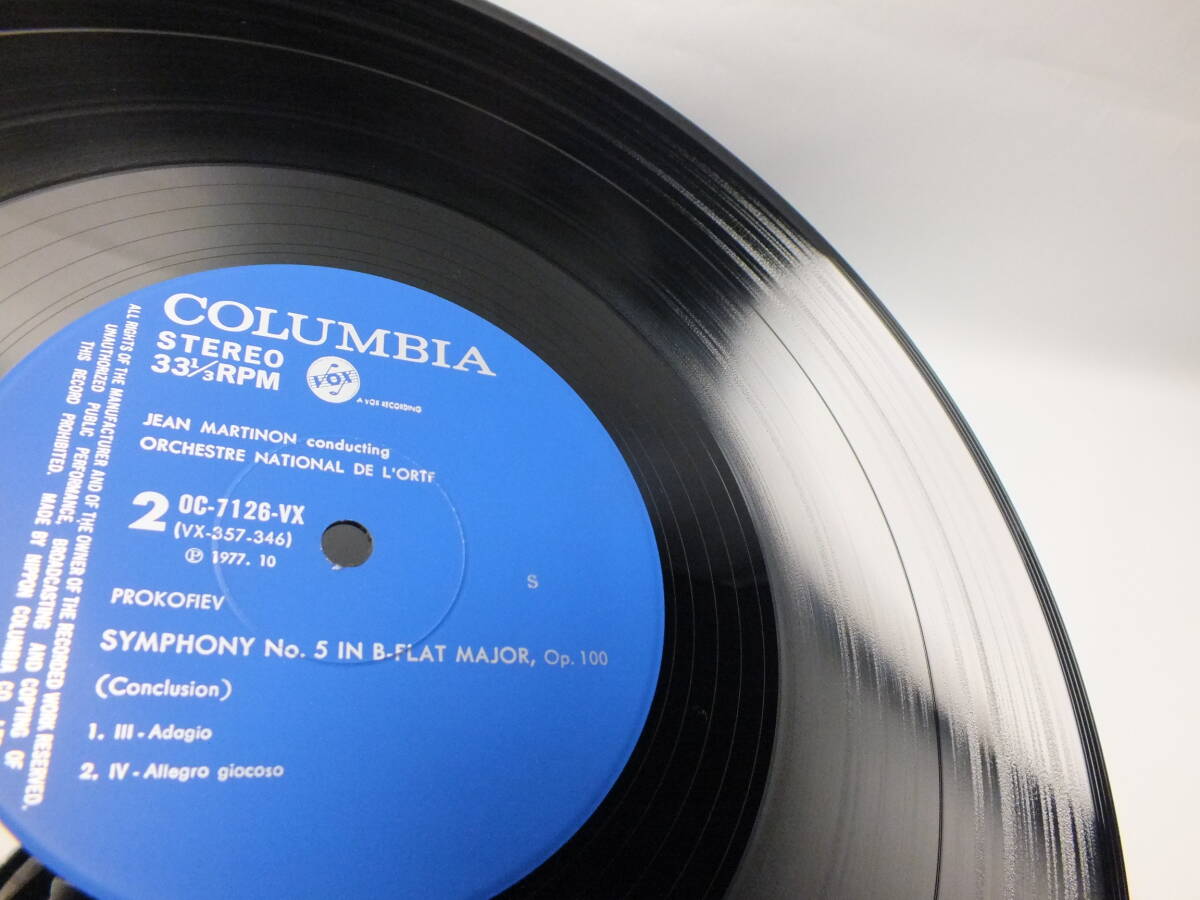 COLUMBIA
STEREO
33⅓RPM
VOX
A VOX RECORDING
JEAN MARTINON conducting
ORCHESTRE NATIONAL DE L'ORTF
2 OC-7126-VX
(VX-357-346)
Ⓟ 1977. 10
S
PROKOFIEV
SYMPHONY No. 5 IN B-FLAT MAJOR, Op. 100
(Conclusion)
1. III - Adagio
2. IV - Allegro giocoso
ALL RIGHTS OF THE MANUFACTURER AND OF THE OWNER OF THE RECORDED WORK RESERVED.
UNAUTHORIZED PUBLIC PERFORMANCE, BROADCASTING AND COPYING OF
THIS RECORD PROHIBITED. MADE BY NIPPON COLUMBIA CO.